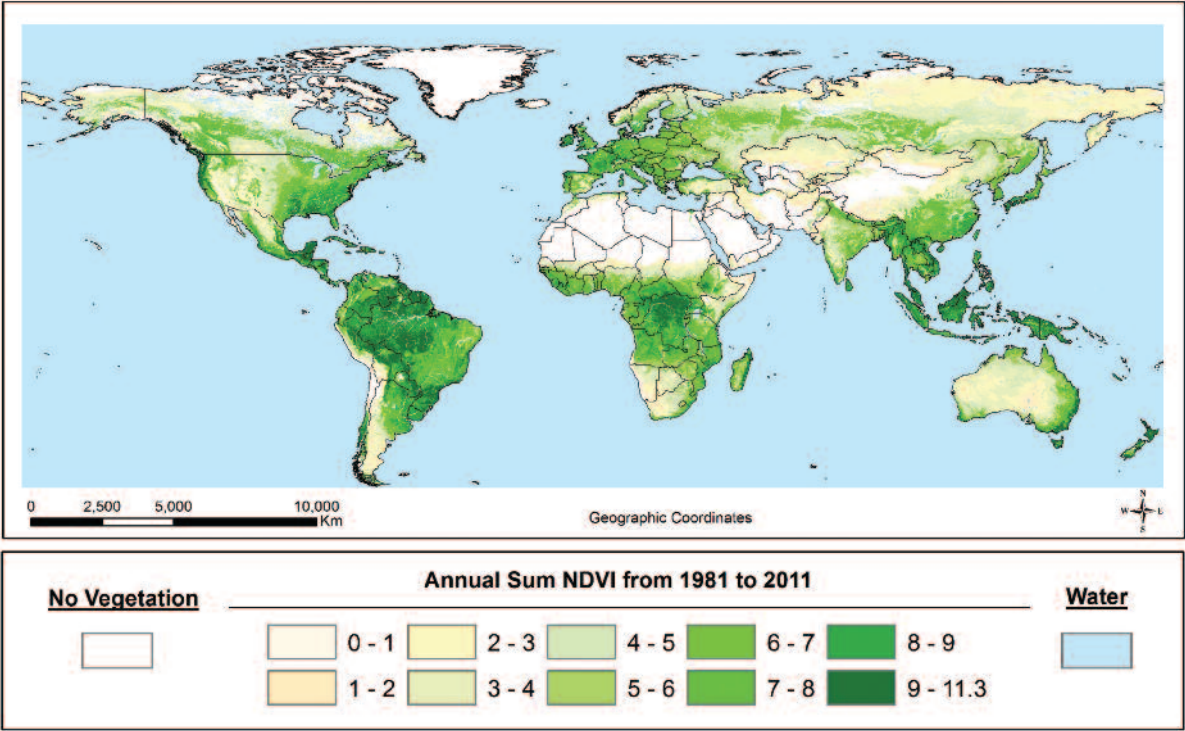 0 2,500 5,000 10,000
Km
Geographic Coordinates
N
W E
S
Annual Sum NDVI from 1981 to 2011
No Vegetation
Water
0 - 1 2 - 3 4 - 5 6 - 7 8 - 9
1 - 2 3 - 4 5 - 6 7 - 8 9 - 11.3